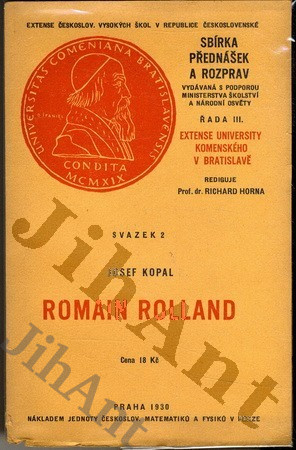 EXTENSE ČESKOSLOV. VYSOKÝCH ŠKOL V REPUBLICE ČESKOSLOVENSKÉ
SBÍRKA
PŘEDNÁŠEK
A ROZPRAV
VYDÁVANÁ S PODPOROU
MINISTERSTVA ŠKOLSTVÍ
A NÁRODNÍ OSVĚTY
ŘADA III.
EXTENSE UNIVERSITY
KOMENSKÉHO
V BRATISLAVĚ
REDIGUJE
Prof. dr. RICHARD HORNA
UNIVERSITAS COMENIANA BRATISLAVENSIS
CONDITA
MCMXIX
SVAZEK 2
JOSEF KOPAL
ROMAIN ROLLAND
Cena 18 Kč
PRAHA 1930
NÁKLADEM JEDNOTY ČESKOSLOV. MATEMATIKŮ A FYSIKŮ V PRAZE
JihAnt
JihAnt